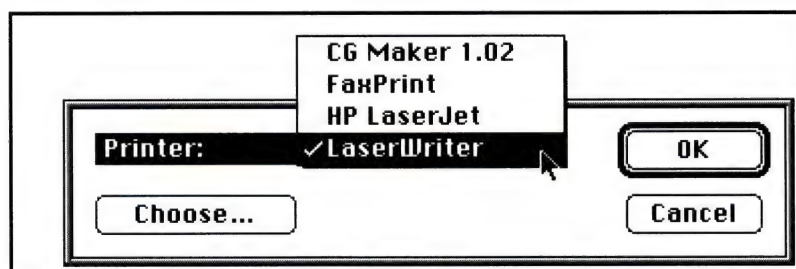 CG Maker 1.02
FaxPrint
HP LaserJet
Printer: ✓LaserWriter OK
Choose... Cancel